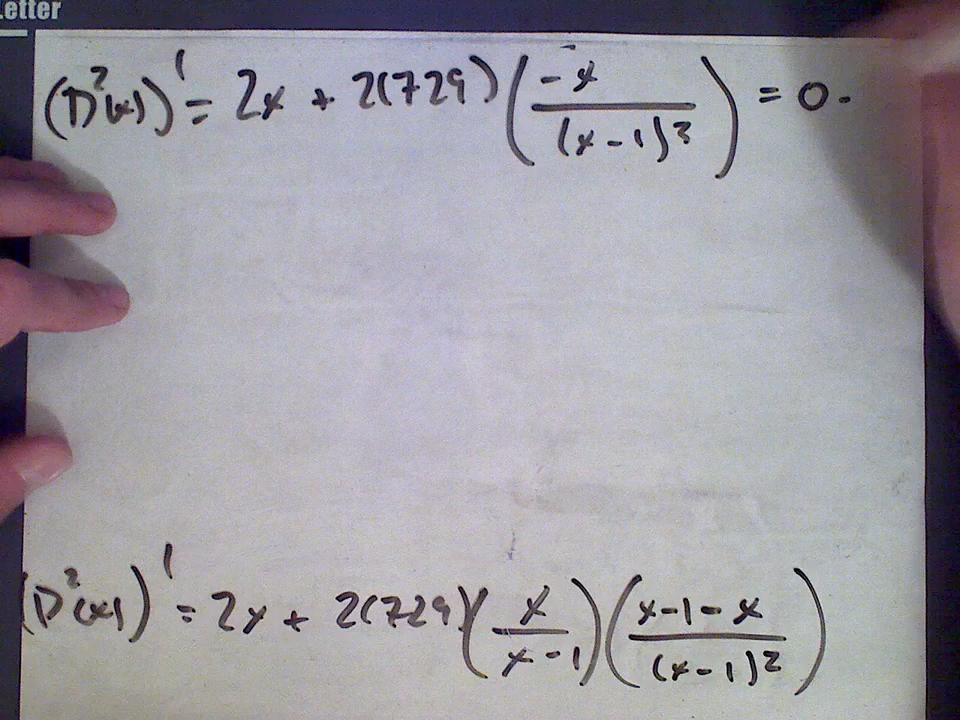 Letter
(D²(x))' = 2x + 2(729) (-x / (x-1)³) = 0.
(D²(x))' = 2x + 2(729) (x / x-1) (x-1-x / (x-1)²)